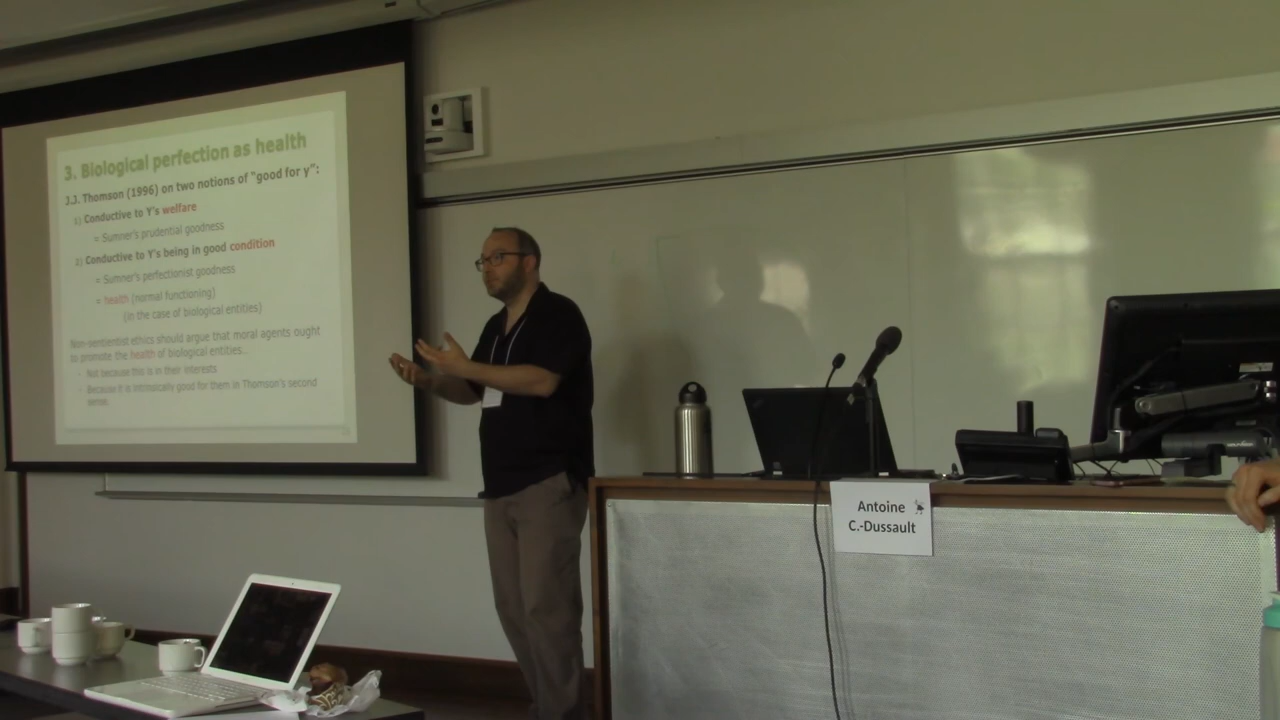 3. Biological perfection as health
J.J. Thomson (1996) on two notions of "good for y":
1) Conductive to Y's welfare
= Sumner's prudential goodness
2) Conductive to Y's being in good condition
= Sumner's perfectionist goodness
= health (normal functioning)
(in the case of biological entities)
Non-sentientist ethics should argue that moral agents ought
to promote the health of biological entities...
- Not because this is in their interests
- Because it is intrinsically good for them in Thomson's second
sense.
Antoine
C.-Dussault